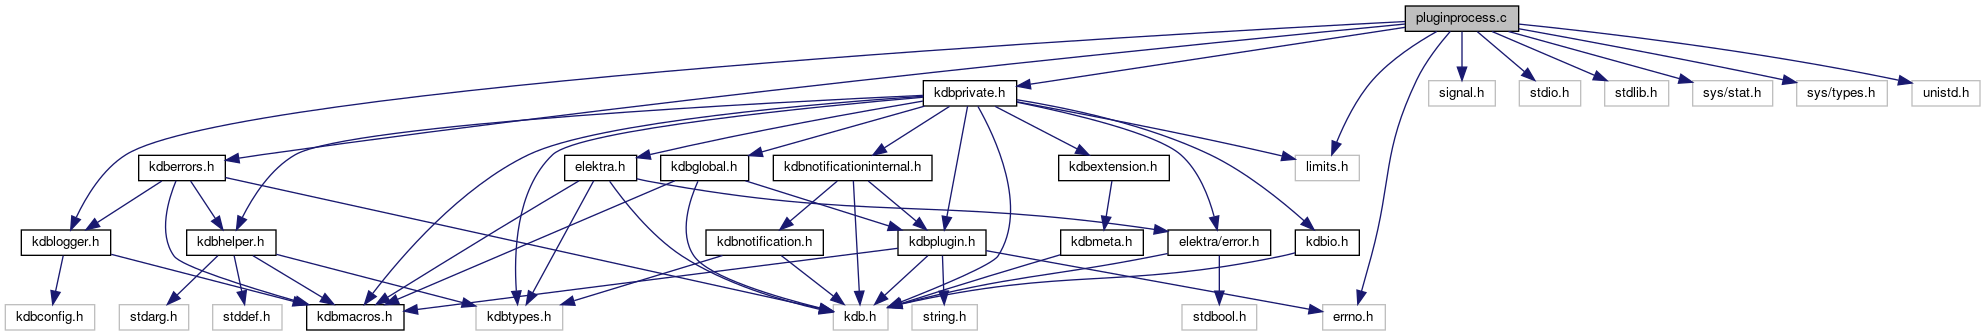 pluginprocess.c
kdbprivate.h
signal.h
stdio.h
stdlib.h
sys/stat.h
sys/types.h
unistd.h
kdberrors.h
elektra.h
kdbglobal.h
kdbnotificationinternal.h
kdbextension.h
limits.h
kdblogger.h
kdbhelper.h
kdbnotification.h
kdbplugin.h
kdbmeta.h
elektra/error.h
kdbio.h
kdbconfig.h
stdarg.h
stddef.h
kdbmacros.h
kdbtypes.h
kdb.h
string.h
stdbool.h
errno.h